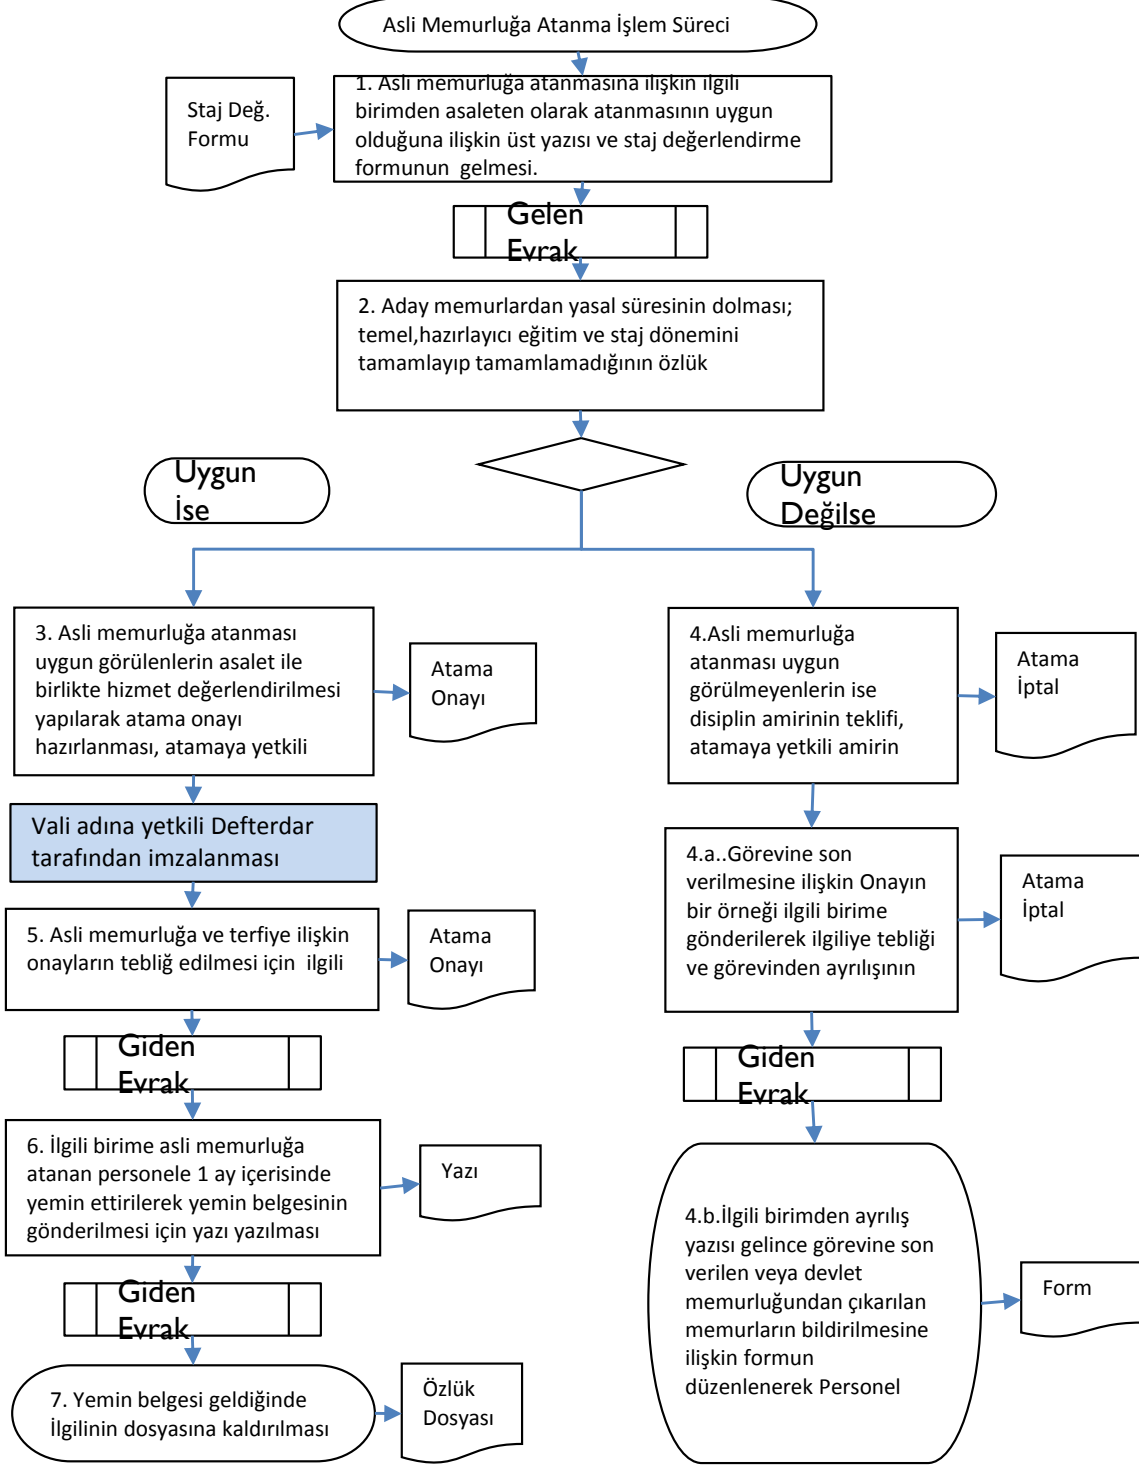 Asli Memurluğa Atanma İşlem Süreci
Staj Değ.
Formu
1. Asli memurluğa atanmasına ilişkin ilgili
birimden asaleten olarak atanmasının uygun
olduğuna ilişkin üst yazısı ve staj değerlendirme
formunun gelmesi.
Gelen
Evrak
2. Aday memurlardan yasal süresinin dolması;
temel,hazırlayıcı eğitim ve staj dönemini
tamamlayıp tamamlamadığının özlük
Uygun
İse
Uygun
Değilse
3. Asli memurluğa atanması
uygun görülenlerin asalet ile
birlikte hizmet değerlendirilmesi
yapılarak atama onayı
hazırlanması, atamaya yetkili
Atama
Onayı
4.Asli memurluğa
atanması uygun
görülmeyenlerin ise
disiplin amirinin teklifi,
atamaya yetkili amirin
Atama
İptal
Vali adına yetkili Defterdar
tarafından imzalanması
4.a..Görevine son
verilmesine ilişkin Onayın
bir örneği ilgili birime
gönderilerek ilgiliye tebliği
ve görevinden ayrılışının
Atama
İptal
5. Asli memurluğa ve terfiye ilişkin
onayların tebliğ edilmesi için ilgili
Atama
Onayı
Giden
Evrak
Giden
Evrak
6. İlgili birime asli memurluğa
atanan personele 1 ay içerisinde
yemin ettirilerek yemin belgesinin
gönderilmesi için yazı yazılması
Yazı
4.b.İlgili birimden ayrılış
yazısı gelince görevine son
verilen veya devlet
memurluğundan çıkarılan
memurların bildirilmesine
ilişkin formun
düzenlenerek Personel
Form
Giden
Evrak
7. Yemin belgesi geldiğinde
İlgilinin dosyasına kaldırılması
Özlük
Dosyası